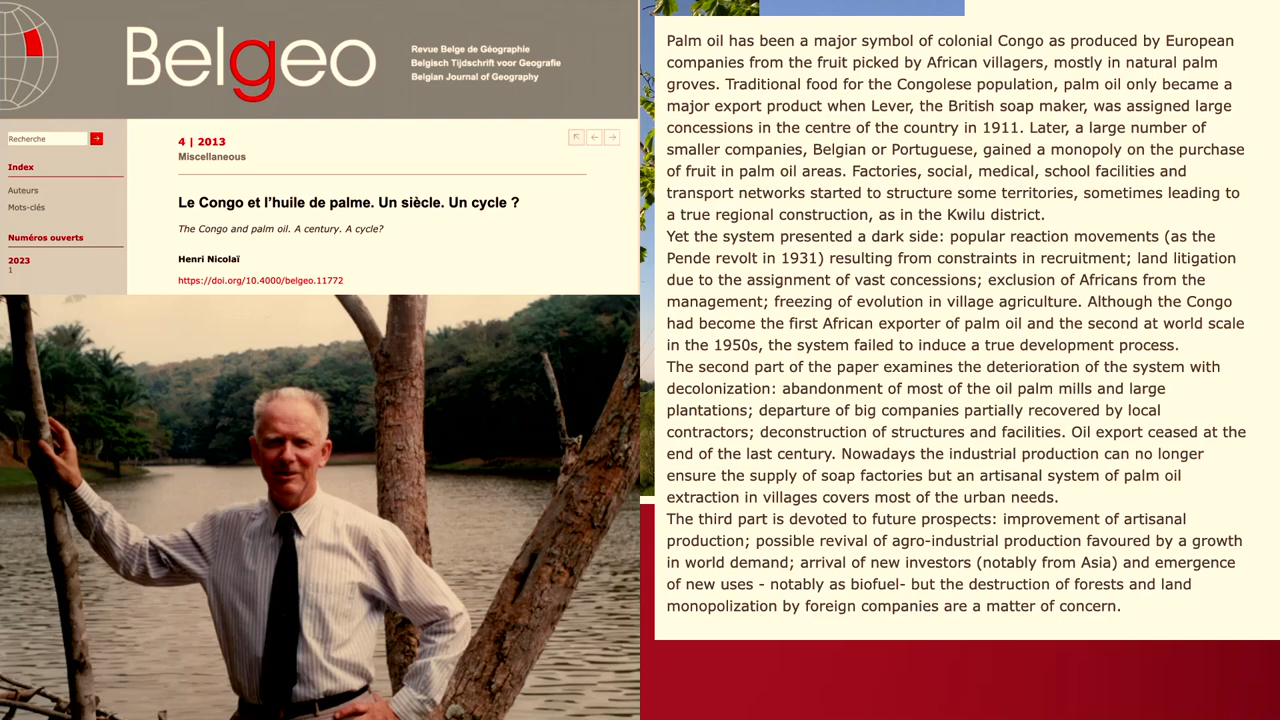 Belgeo
Revue Belge de Géographie
Belgisch Tijdschrift voor Geografie
Belgian Journal of Geography
Recherche
Index
Auteurs
Mots-clés
Numéros ouverts
2023
1
4 | 2013
Miscellaneous
Le Congo et l’huile de palme. Un siècle. Un cycle ?
The Congo and palm oil. A century. A cycle?
Henri Nicolaï
https://doi.org/10.4000/belgeo.11772
Palm oil has been a major symbol of colonial Congo as produced by European
companies from the fruit picked by African villagers, mostly in natural palm
groves. Traditional food for the Congolese population, palm oil only became a
major export product when Lever, the British soap maker, was assigned large
concessions in the centre of the country in 1911. Later, a large number of
smaller companies, Belgian or Portuguese, gained a monopoly on the purchase
of fruit in palm oil areas. Factories, social, medical, school facilities and
transport networks started to structure some territories, sometimes leading to
a true regional construction, as in the Kwilu district.
Yet the system presented a dark side: popular reaction movements (as the
Pende revolt in 1931) resulting from constraints in recruitment; land litigation
due to the assignment of vast concessions; exclusion of Africans from the
management; freezing of evolution in village agriculture. Although the Congo
had become the first African exporter of palm oil and the second at world scale
in the 1950s, the system failed to induce a true development process.
The second part of the paper examines the deterioration of the system with
decolonization: abandonment of most of the oil palm mills and large
plantations; departure of big companies partially recovered by local
contractors; deconstruction of structures and facilities. Oil export ceased at the
end of the last century. Nowadays the industrial production can no longer
ensure the supply of soap factories but an artisanal system of palm oil
extraction in villages covers most of the urban needs.
The third part is devoted to future prospects: improvement of artisanal
production; possible revival of agro-industrial production favoured by a growth
in world demand; arrival of new investors (notably from Asia) and emergence
of new uses - notably as biofuel- but the destruction of forests and land
monopolization by foreign companies are a matter of concern.